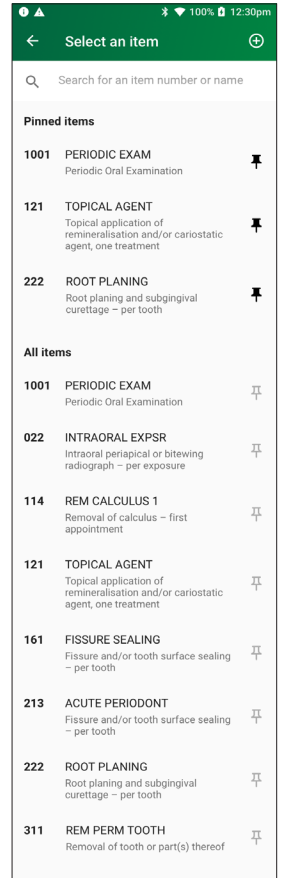 100% 12:30pm
Select an item
Search for an item number or name
Pinned items
1001 PERIODIC EXAM
Periodic Oral Examination
121 TOPICAL AGENT
Topical application of
remineralisation and/or cariostatic
agent, one treatment
222 ROOT PLANING
Root planing and subgingival
curettage – per tooth
All items
1001 PERIODIC EXAM
Periodic Oral Examination
022 INTRAORAL EXPSR
Intraoral periapical or bitewing
radiograph – per exposure
114 REM CALCULUS 1
Removal of calculus – first
appointment
121 TOPICAL AGENT
Topical application of
remineralisation and/or cariostatic
agent, one treatment
161 FISSURE SEALING
Fissure and/or tooth surface sealing
– per tooth
213 ACUTE PERIODONT
Fissure and/or tooth surface sealing
– per tooth
222 ROOT PLANING
Root planing and subgingival
curettage – per tooth
311 REM PERM TOOTH
Removal of tooth or part(s) thereof